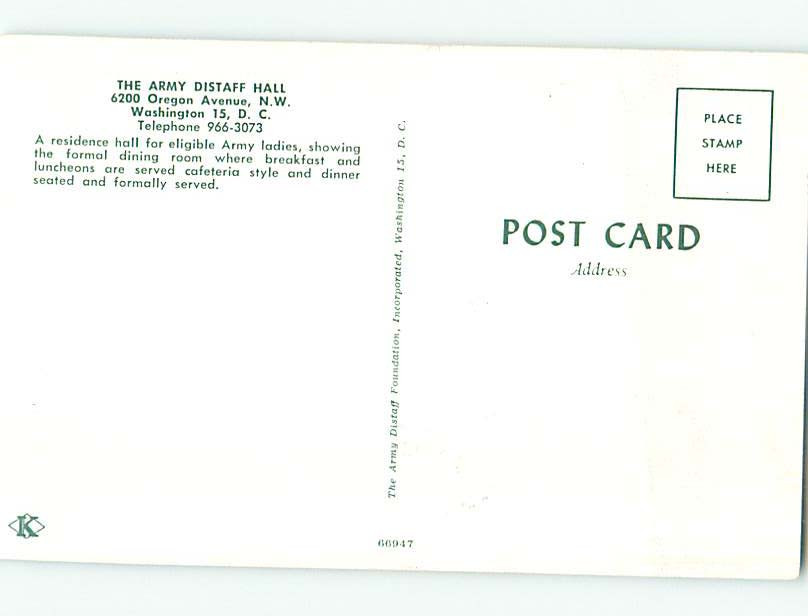 THE ARMY DISTAFF HALL
6200 Oregon Avenue, N.W.
Washington 15, D. C.
Telephone 966-3073
A residence hall for eligible Army ladies, showing
the formal dining room where breakfast and
luncheons are served cafeteria style and dinner
seated and formally served.
The Army Distaff Foundation, Incorporated, Washington 15, D. C.
PLACE
STAMP
HERE
POST CARD
Address
K
66947